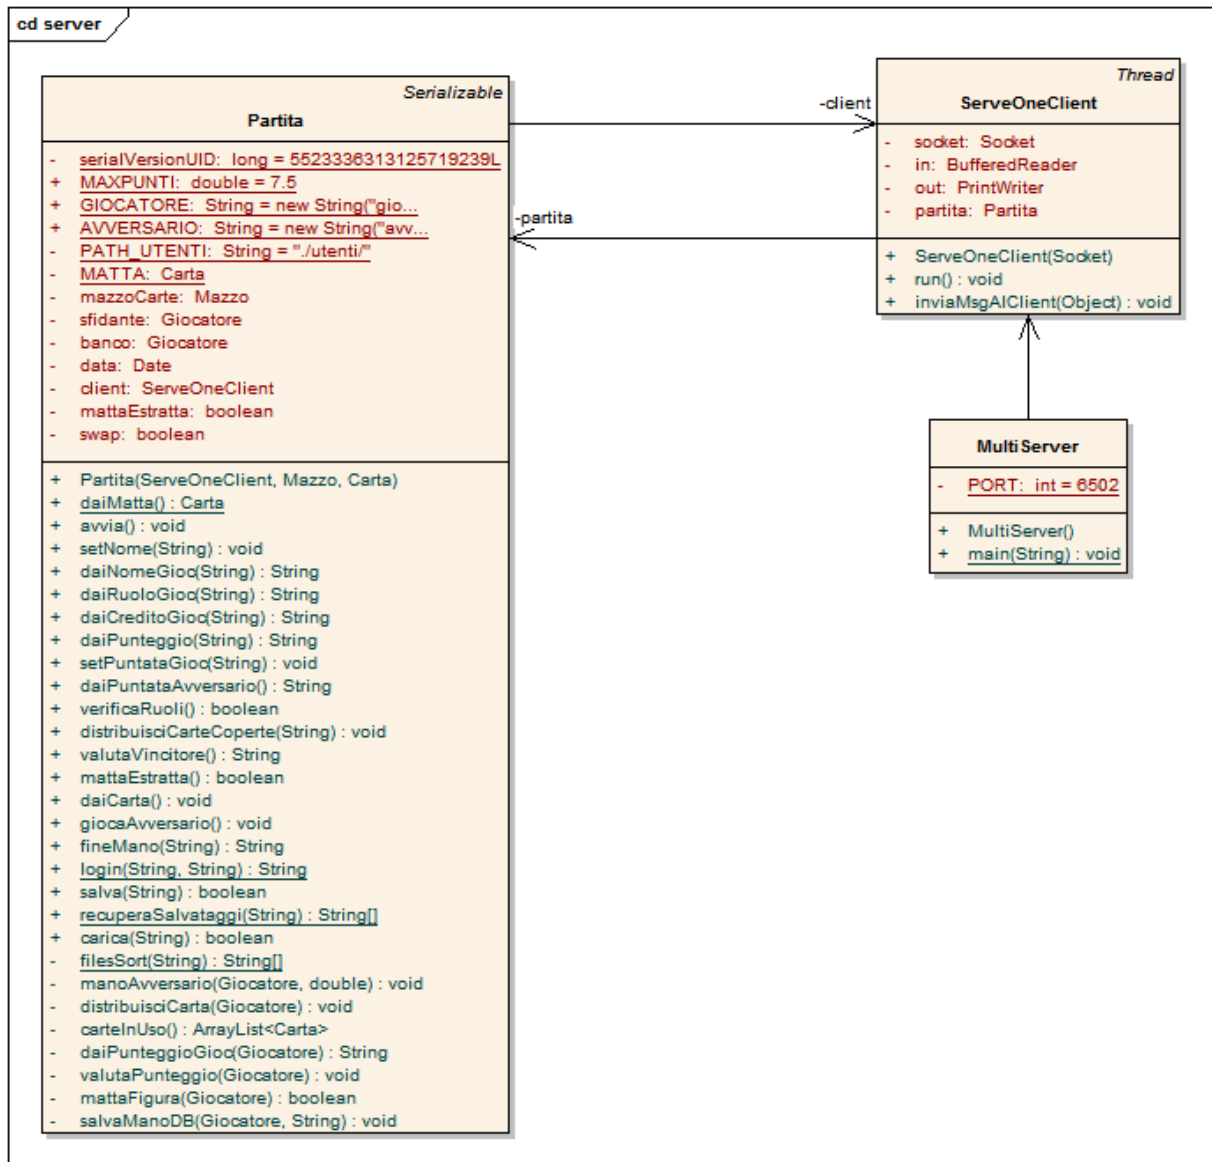 cd server
Serializable
Partita
- serialVersionUID: long = 5523336313125719239L
+ MAXPUNTI: double = 7.5
+ GIOCATORE: String = new String("gio...
+ AVVERSARIO: String = new String("avv...
- PATH_UTENTI: String = "./utenti/"
- MATTA: Carta
- mazzoCarte: Mazzo
- sfidante: Giocatore
- banco: Giocatore
- data: Date
- client: ServeOneClient
- mattaEstratta: boolean
- swap: boolean
+ Partita(ServeOneClient, Mazzo, Carta)
+ daiMatta() : Carta
+ avvia() : void
+ setNome(String) : void
+ daiNomeGioc(String) : String
+ daiRuoloGioc(String) : String
+ daiCreditoGioc(String) : String
+ daiPunteggio(String) : String
+ setPuntataGioc(String) : void
+ daiPuntataAvversario() : String
+ verificaRuoli() : boolean
+ distribuisciCarteCoperte(String) : void
+ valutaVincitore() : String
+ mattaEstratta() : boolean
+ daiCarta() : void
+ giocaAvversario() : void
+ fineMano(String) : String
+ login(String, String) : String
+ salva(String) : boolean
+ recuperaSalvataggi(String) : String[]
+ carica(String) : boolean
- filesSort(String) : String[]
- manoAvversario(Giocatore, double) : void
- distribuisciCarta(Giocatore) : void
- carteInUso() : ArrayList<Carta>
- daiPunteggioGioc(Giocatore) : String
- valutaPunteggio(Giocatore) : void
- mattaFigura(Giocatore) : boolean
- salvaManoDB(Giocatore, String) : void
-client
-partita
Thread
ServeOneClient
- socket: Socket
- in: BufferedReader
- out: PrintWriter
- partita: Partita
+ ServeOneClient(Socket)
+ run() : void
+ inviaMsgAlClient(Object) : void
MultiServer
- PORT: int = 6502
+ MultiServer()
+ main(String) : void